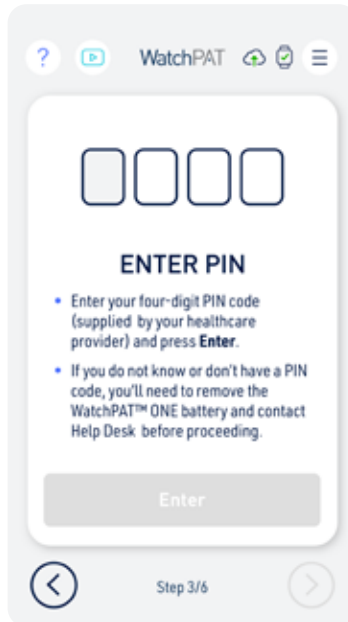 ?
WatchPAT
ENTER PIN
• Enter your four-digit PIN code
(supplied by your healthcare
provider) and press Enter.
• If you do not know or don't have a PIN
code, you'll need to remove the
WatchPAT™ ONE battery and contact
Help Desk before proceeding.
Enter
Step 3/6